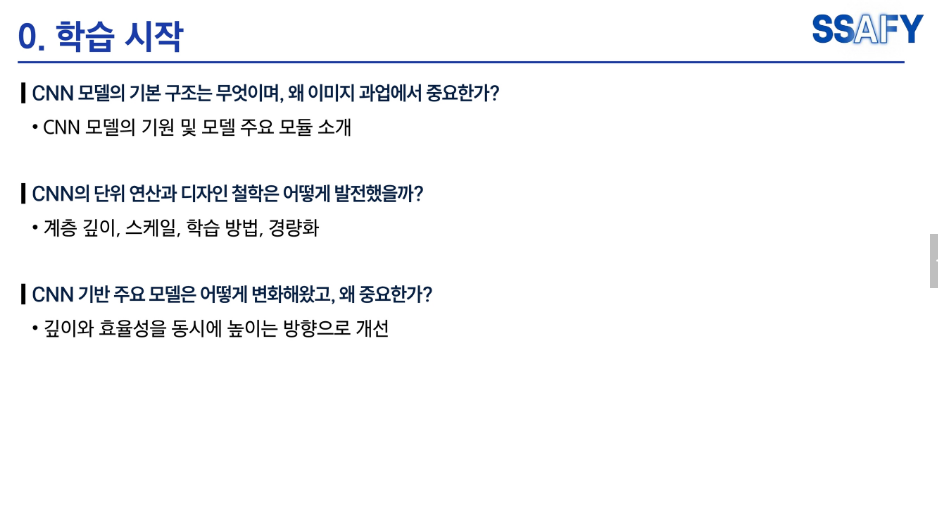 0. 학습 시작
SSAFY
CNN 모델의 기본 구조는 무엇이며, 왜 이미지 과업에서 중요한가?
• CNN 모델의 기원 및 모델 주요 모듈 소개
CNN의 단위 연산과 디자인 철학은 어떻게 발전했을까?
• 계층 깊이, 스케일, 학습 방법, 경량화
CNN 기반 주요 모델은 어떻게 변화해왔고, 왜 중요한가?
• 깊이와 효율성을 동시에 높이는 방향으로 개선